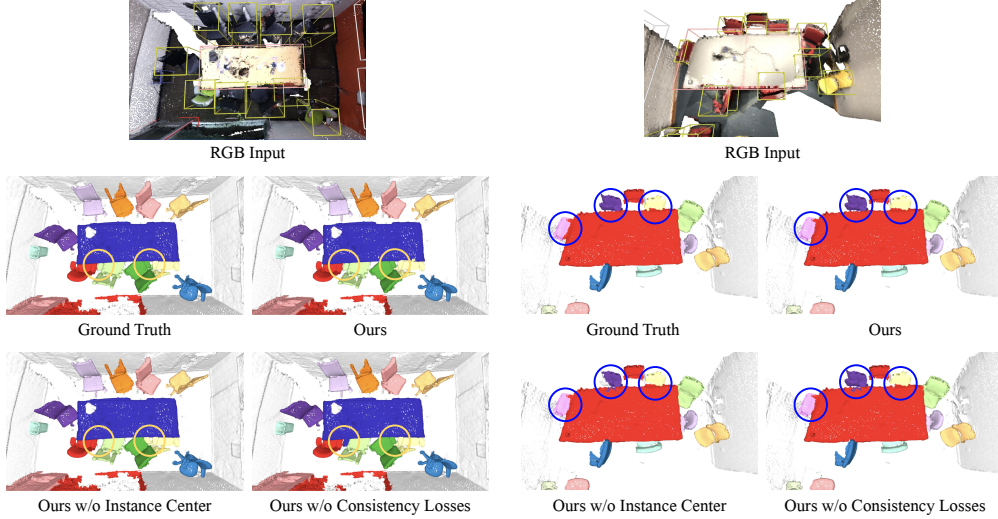 RGB Input
RGB Input
Ground Truth
Ours
Ground Truth
Ours
Ours w/o Instance Center
Ours w/o Consistency Losses
Ours w/o Instance Center
Ours w/o Consistency Losses